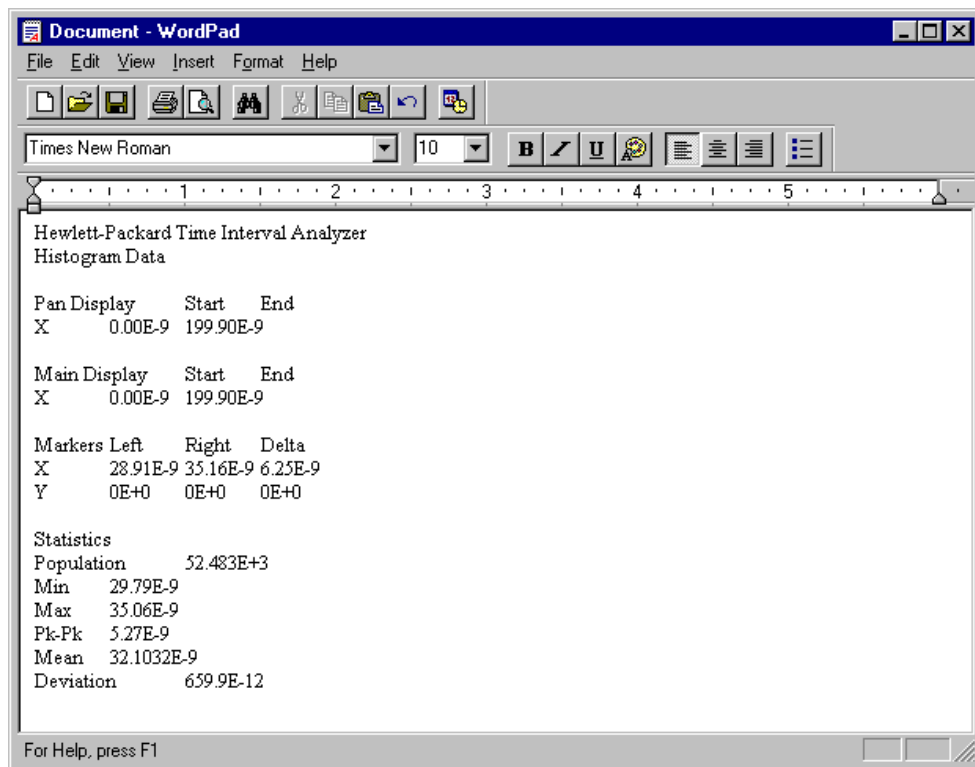 Document - WordPad
File Edit View Insert Format Help
Times New Roman 10 B I U
1 2 3 4 5
Hewlett-Packard Time Interval Analyzer
Histogram Data
Pan Display Start End
X 0.00E-9 199.90E-9
Main Display Start End
X 0.00E-9 199.90E-9
Markers Left Right Delta
X 28.91E-9 35.16E-9 6.25E-9
Y 0E+0 0E+0 0E+0
Statistics
Population 52.483E+3
Min 29.79E-9
Max 35.06E-9
Pk-Pk 5.27E-9
Mean 32.1032E-9
Deviation 659.9E-12
For Help, press F1